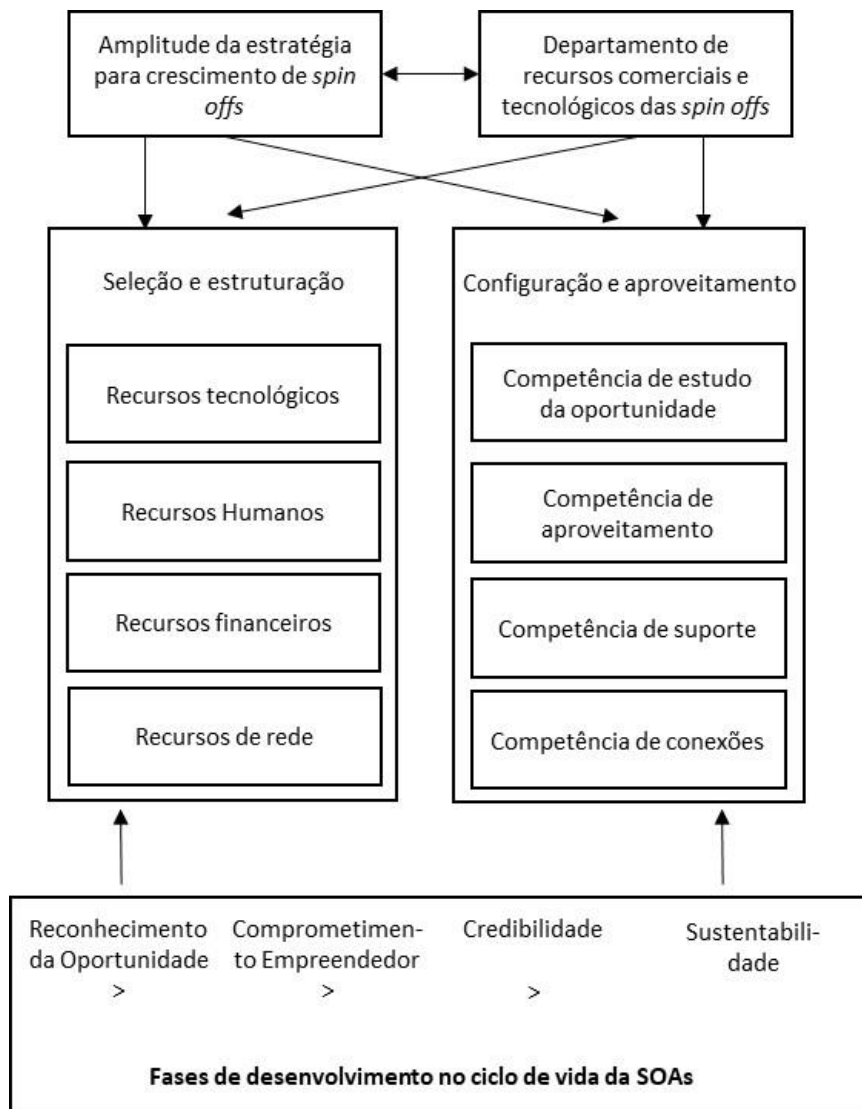 Amplitude da estratégia
para crescimento de spin
offs
Departamento de
recursos comerciais e
tecnológicos das spin offs
Seleção e estruturação
Recursos tecnológicos
Recursos Humanos
Recursos financeiros
Recursos de rede
Configuração e aproveitamento
Competência de estudo
da oportunidade
Competência de
aproveitamento
Competência de suporte
Competência de conexões
Reconhecimento
da Oportunidade
>
Comprometimen-
to Empreendedor
>
Credibilidade
>
Sustentabili-
dade
Fases de desenvolvimento no ciclo de vida da SOAs